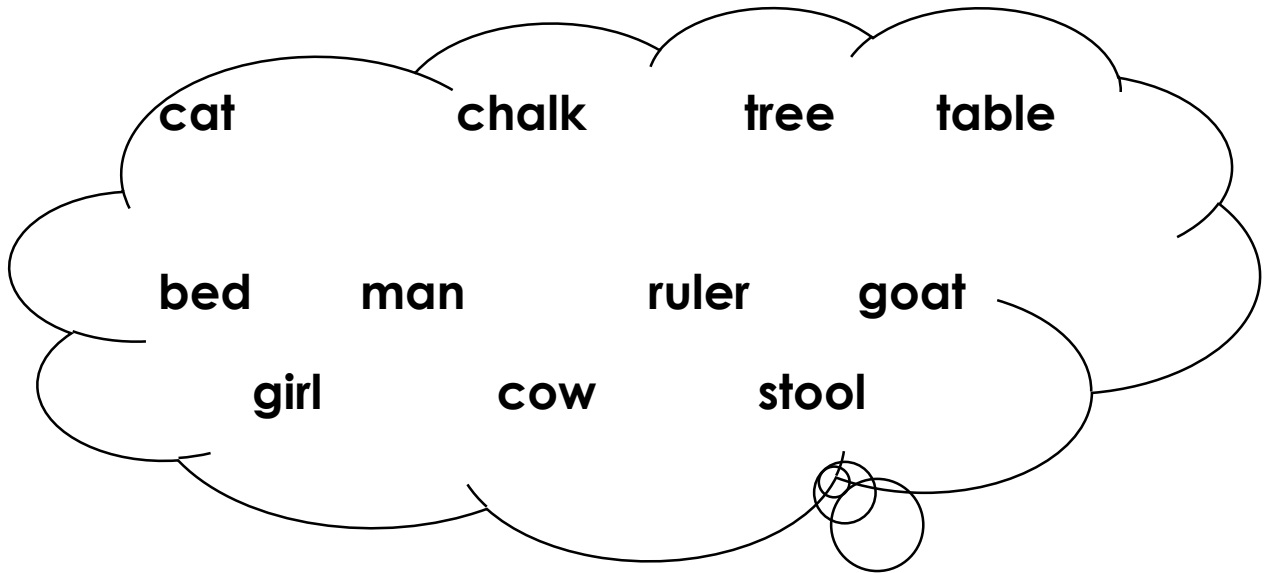 cat chalk tree table
bed man ruler goat
girl cow stool